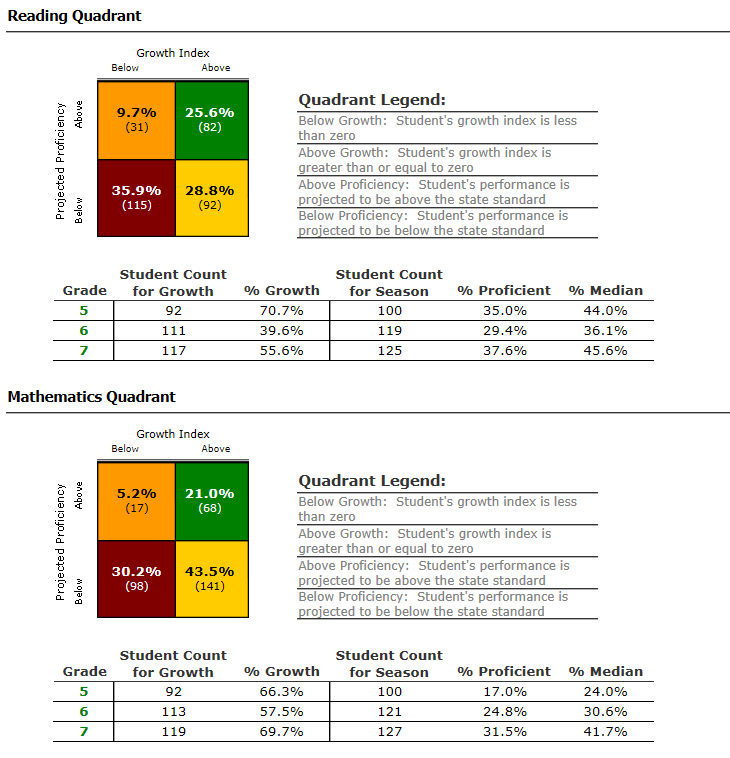 Reading Quadrant
Growth Index
Below Above
Projected Proficiency
Above
Below
9.7% 25.6%
(31) (82)
35.9% 28.8%
(115) (92)
Quadrant Legend:
Below Growth: Student's growth index is less
than zero
Above Growth: Student's growth index is
greater than or equal to zero
Above Proficiency: Student's performance is
projected to be above the state standard
Below Proficiency: Student's performance is
projected to be below the state standard
Student Count Student Count
Grade for Growth % Growth for Season % Proficient % Median
5 92 70.7% 100 35.0% 44.0%
6 111 39.6% 119 29.4% 36.1%
7 117 55.6% 125 37.6% 45.6%
Mathematics Quadrant
Growth Index
Below Above
Projected Proficiency
Above
Below
5.2% 21.0%
(17) (68)
30.2% 43.5%
(98) (141)
Quadrant Legend:
Below Growth: Student's growth index is less
than zero
Above Growth: Student's growth index is
greater than or equal to zero
Above Proficiency: Student's performance is
projected to be above the state standard
Below Proficiency: Student's performance is
projected to be below the state standard
Student Count Student Count
Grade for Growth % Growth for Season % Proficient % Median
5 92 66.3% 100 17.0% 24.0%
6 113 57.5% 121 24.8% 30.6%
7 119 69.7% 127 31.5% 41.7%